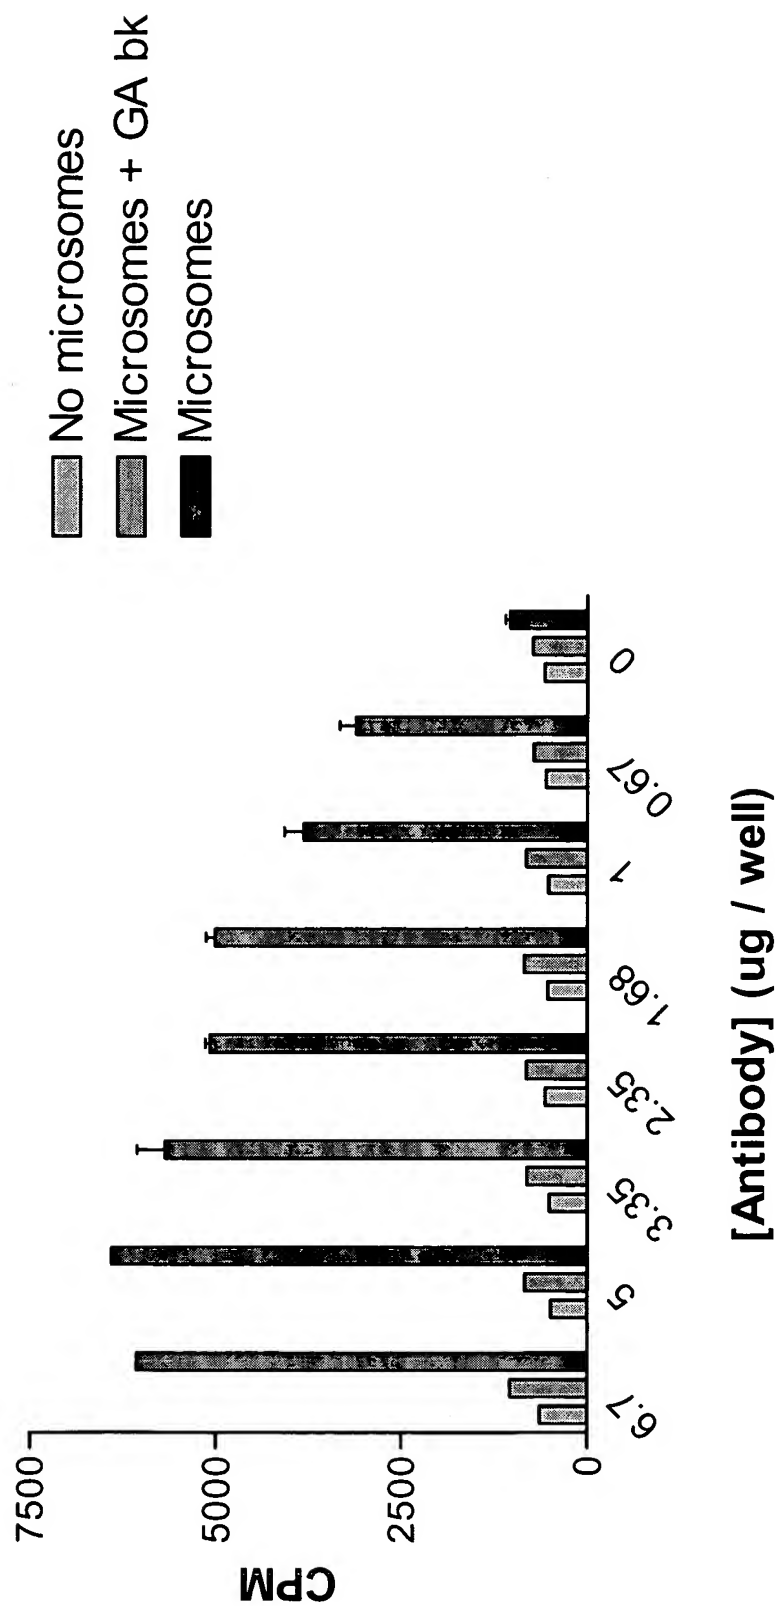 No microsomes
Microsomes + GA bk
Microsomes
7500
5000
2500
0
CPM
6.7
5
3.35
2.35
1.68
1
0.67
0
[Antibody] (ug / well)